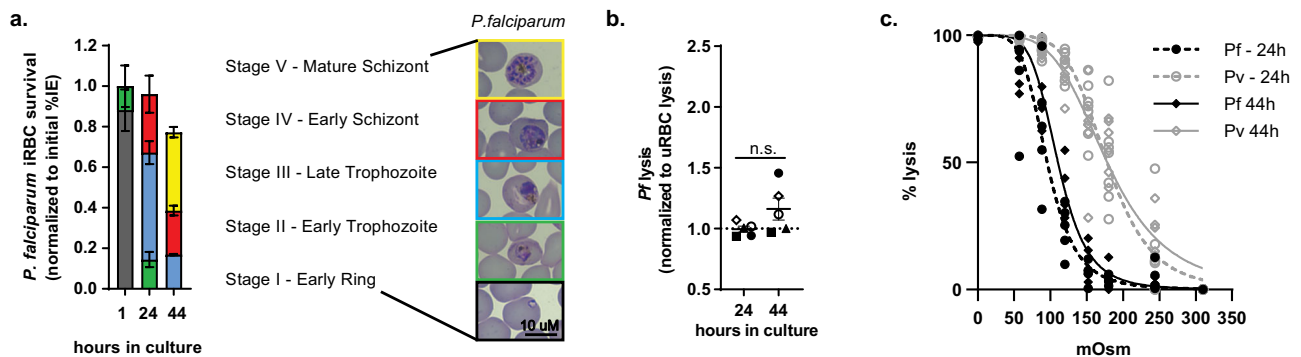 a.
P. falciparum iRBC survival
(normalized to initial %IE)
1.2
1.0
0.8
0.6
0.4
0.2
0.0
1 24 44
hours in culture
P.falciparum
Stage V - Mature Schizont
Stage IV - Early Schizont
Stage III - Late Trophozoite
Stage II - Early Trophozoite
Stage I - Early Ring
10 uM
b.
Pf lysis
(normalized to uRBC lysis)
2.5
2.0
1.5
1.0
0.5
n.s.
24 44
hours in culture
c.
% lysis
100
50
0
0 50 100 150 200 250 300 350
mOsm
Pf - 24h
Pv - 24h
Pf 44h
Pv 44h